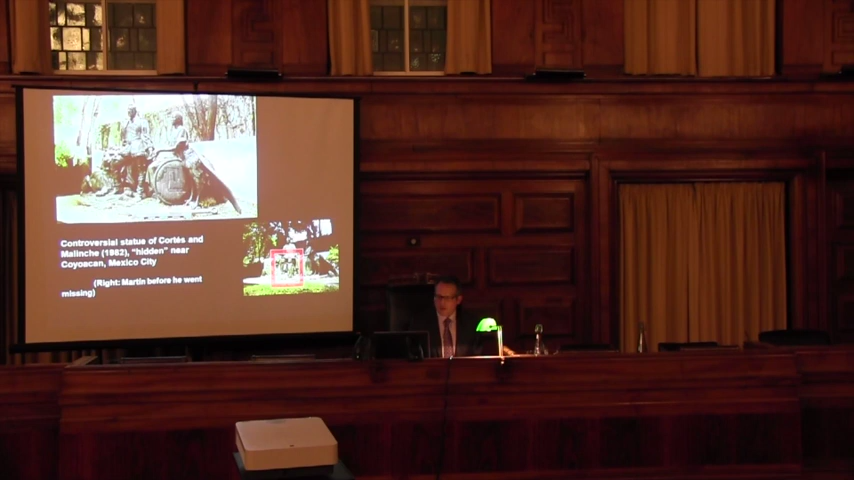 Controversial statue of Cortés and
Malinche (1982), "hidden" near
Coyoacan, Mexico City
(Right: Martin before he went
missing)